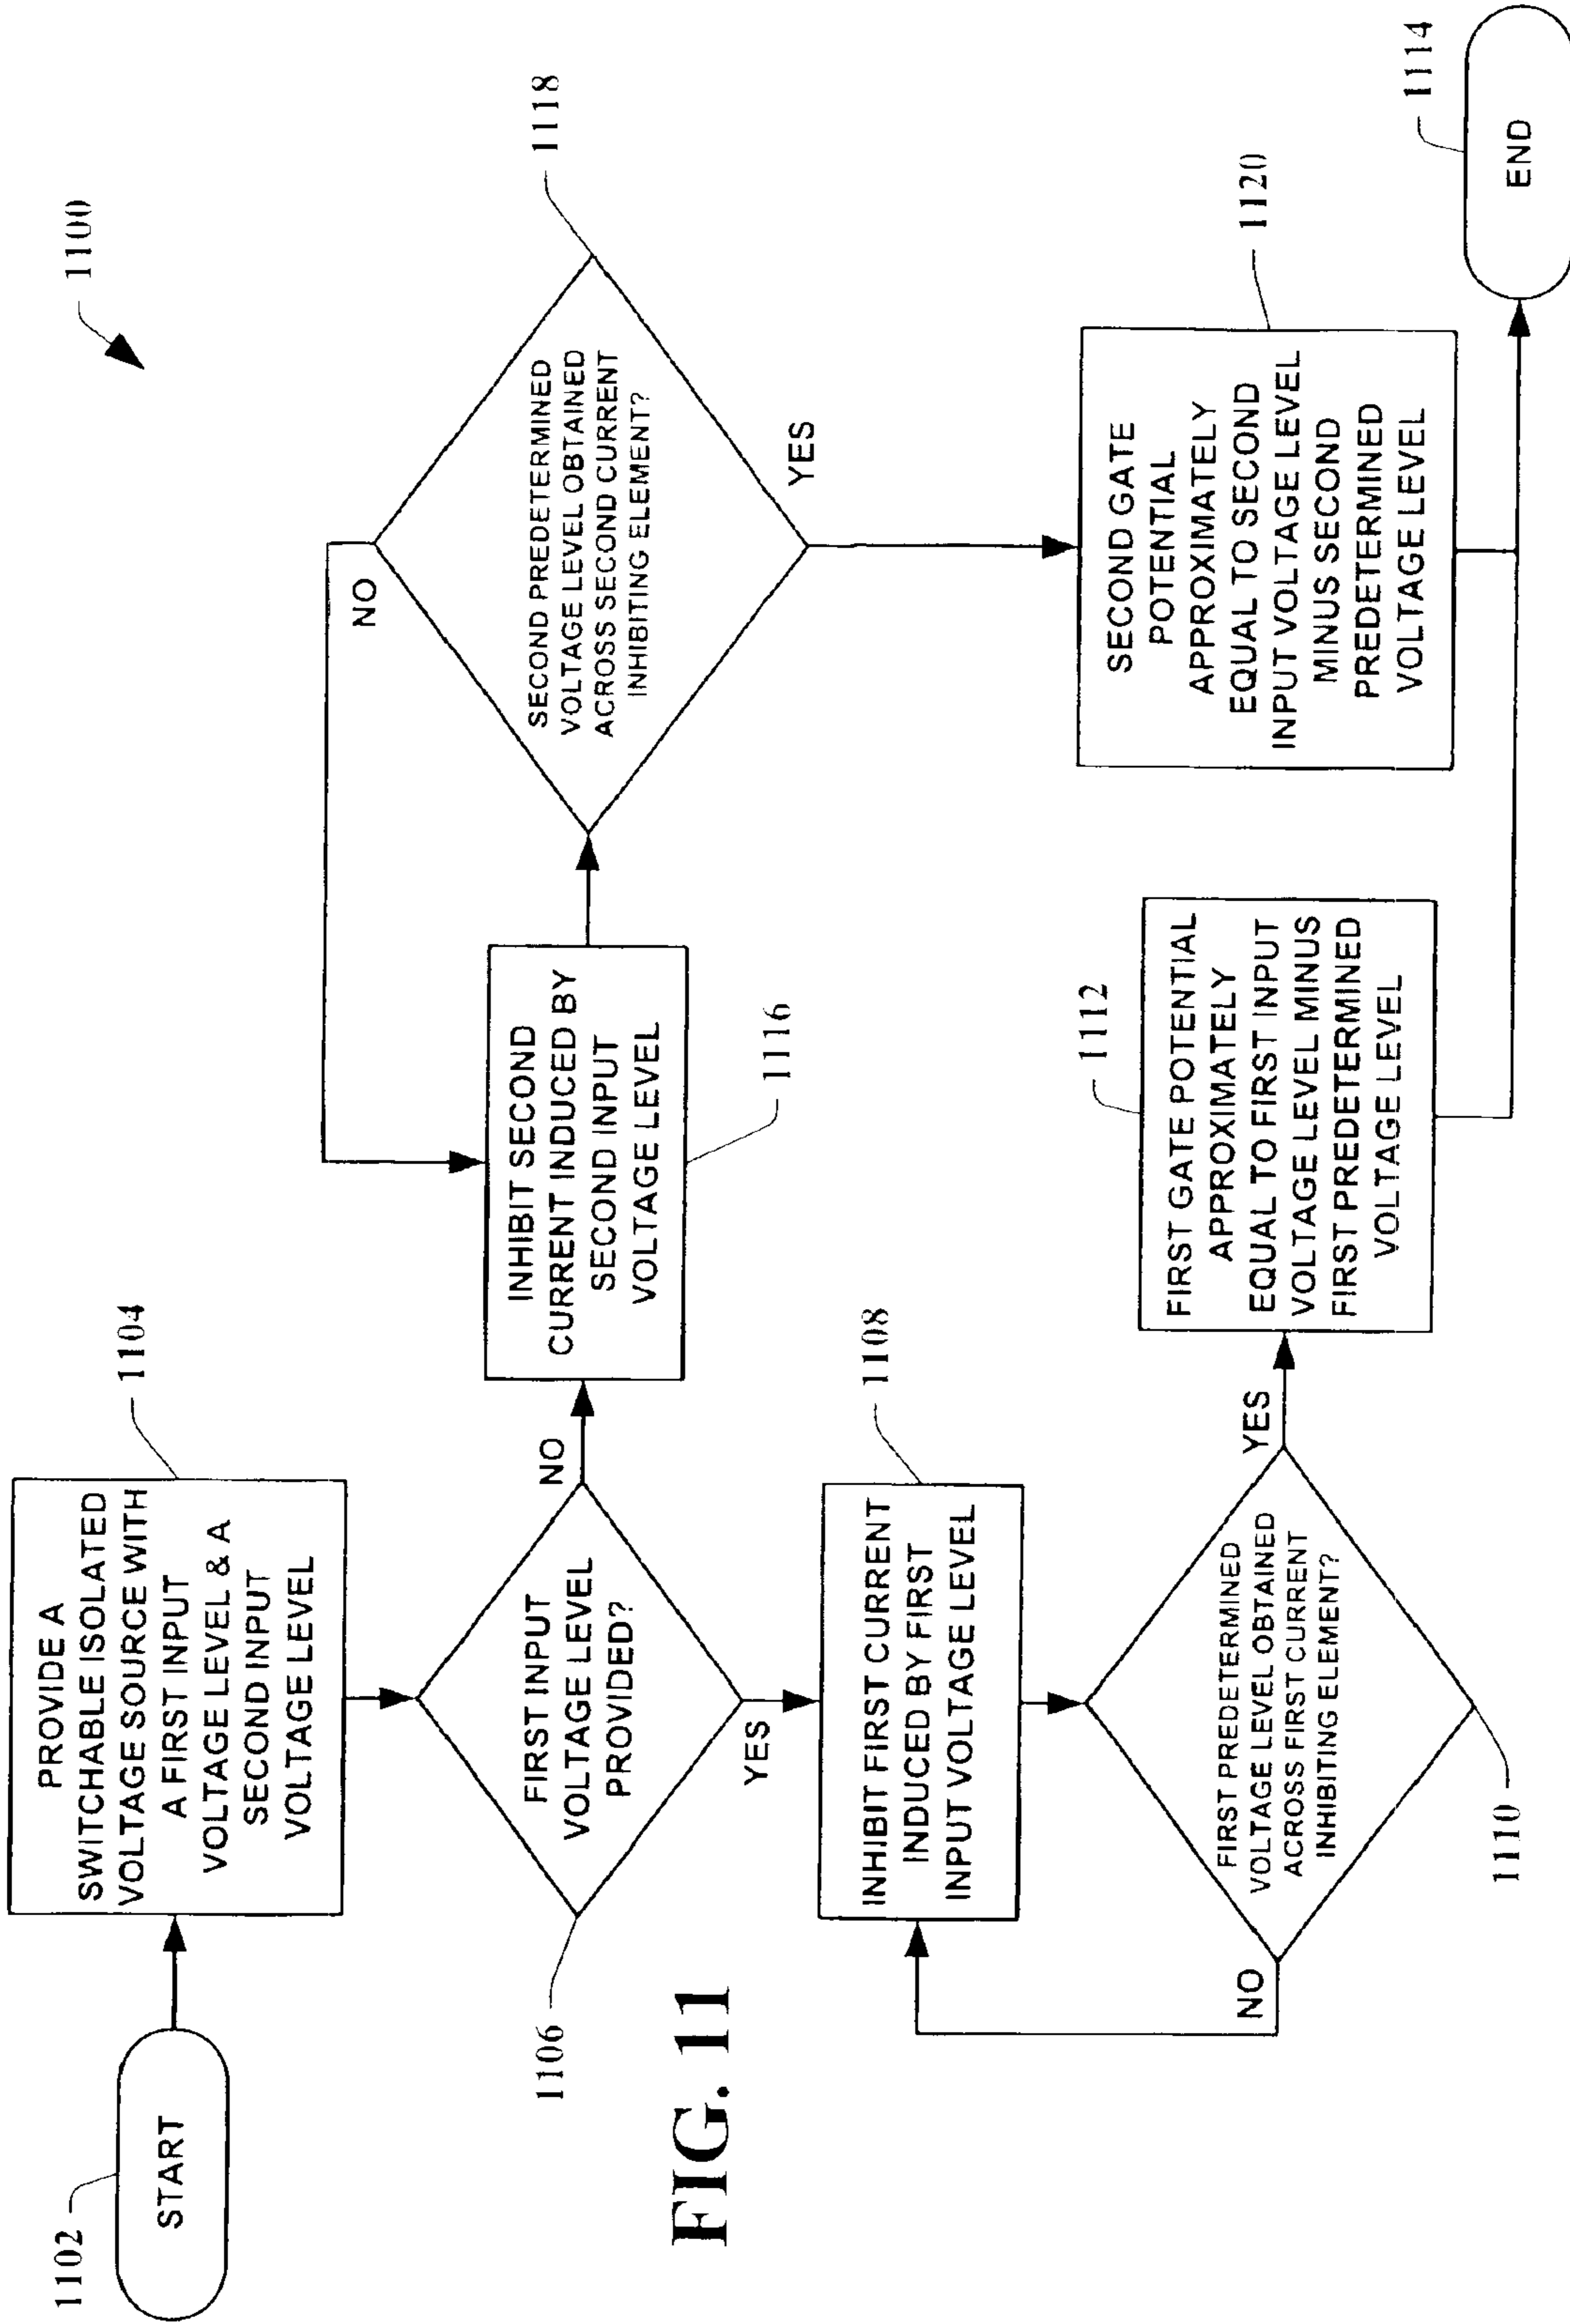 1100
1102
START
1104
PROVIDE A
SWITCHABLE ISOLATED
VOLTAGE SOURCE WITH
A FIRST INPUT
VOLTAGE LEVEL & A
SECOND INPUT
VOLTAGE LEVEL
1106
FIRST INPUT
VOLTAGE LEVEL
PROVIDED?
NO
YES
1108
INHIBIT FIRST CURRENT
INDUCED BY FIRST
INPUT VOLTAGE LEVEL
1110
FIRST PREDETERMINED
VOLTAGE LEVEL OBTAINED
ACROSS FIRST CURRENT
INHIBITING ELEMENT?
NO
YES
1112
FIRST GATE POTENTIAL
APPROXIMATELY
EQUAL TO FIRST INPUT
VOLTAGE LEVEL MINUS
FIRST PREDETERMINED
VOLTAGE LEVEL
1116
INHIBIT SECOND
CURRENT INDUCED BY
SECOND INPUT
VOLTAGE LEVEL
1118
SECOND PREDETERMINED
VOLTAGE LEVEL OBTAINED
ACROSS SECOND CURRENT
INHIBITING ELEMENT?
NO
YES
1120
SECOND GATE
POTENTIAL
APPROXIMATELY
EQUAL TO SECOND
INPUT VOLTAGE LEVEL
MINUS SECOND
PREDETERMINED
VOLTAGE LEVEL
1114
END
FIG. 11